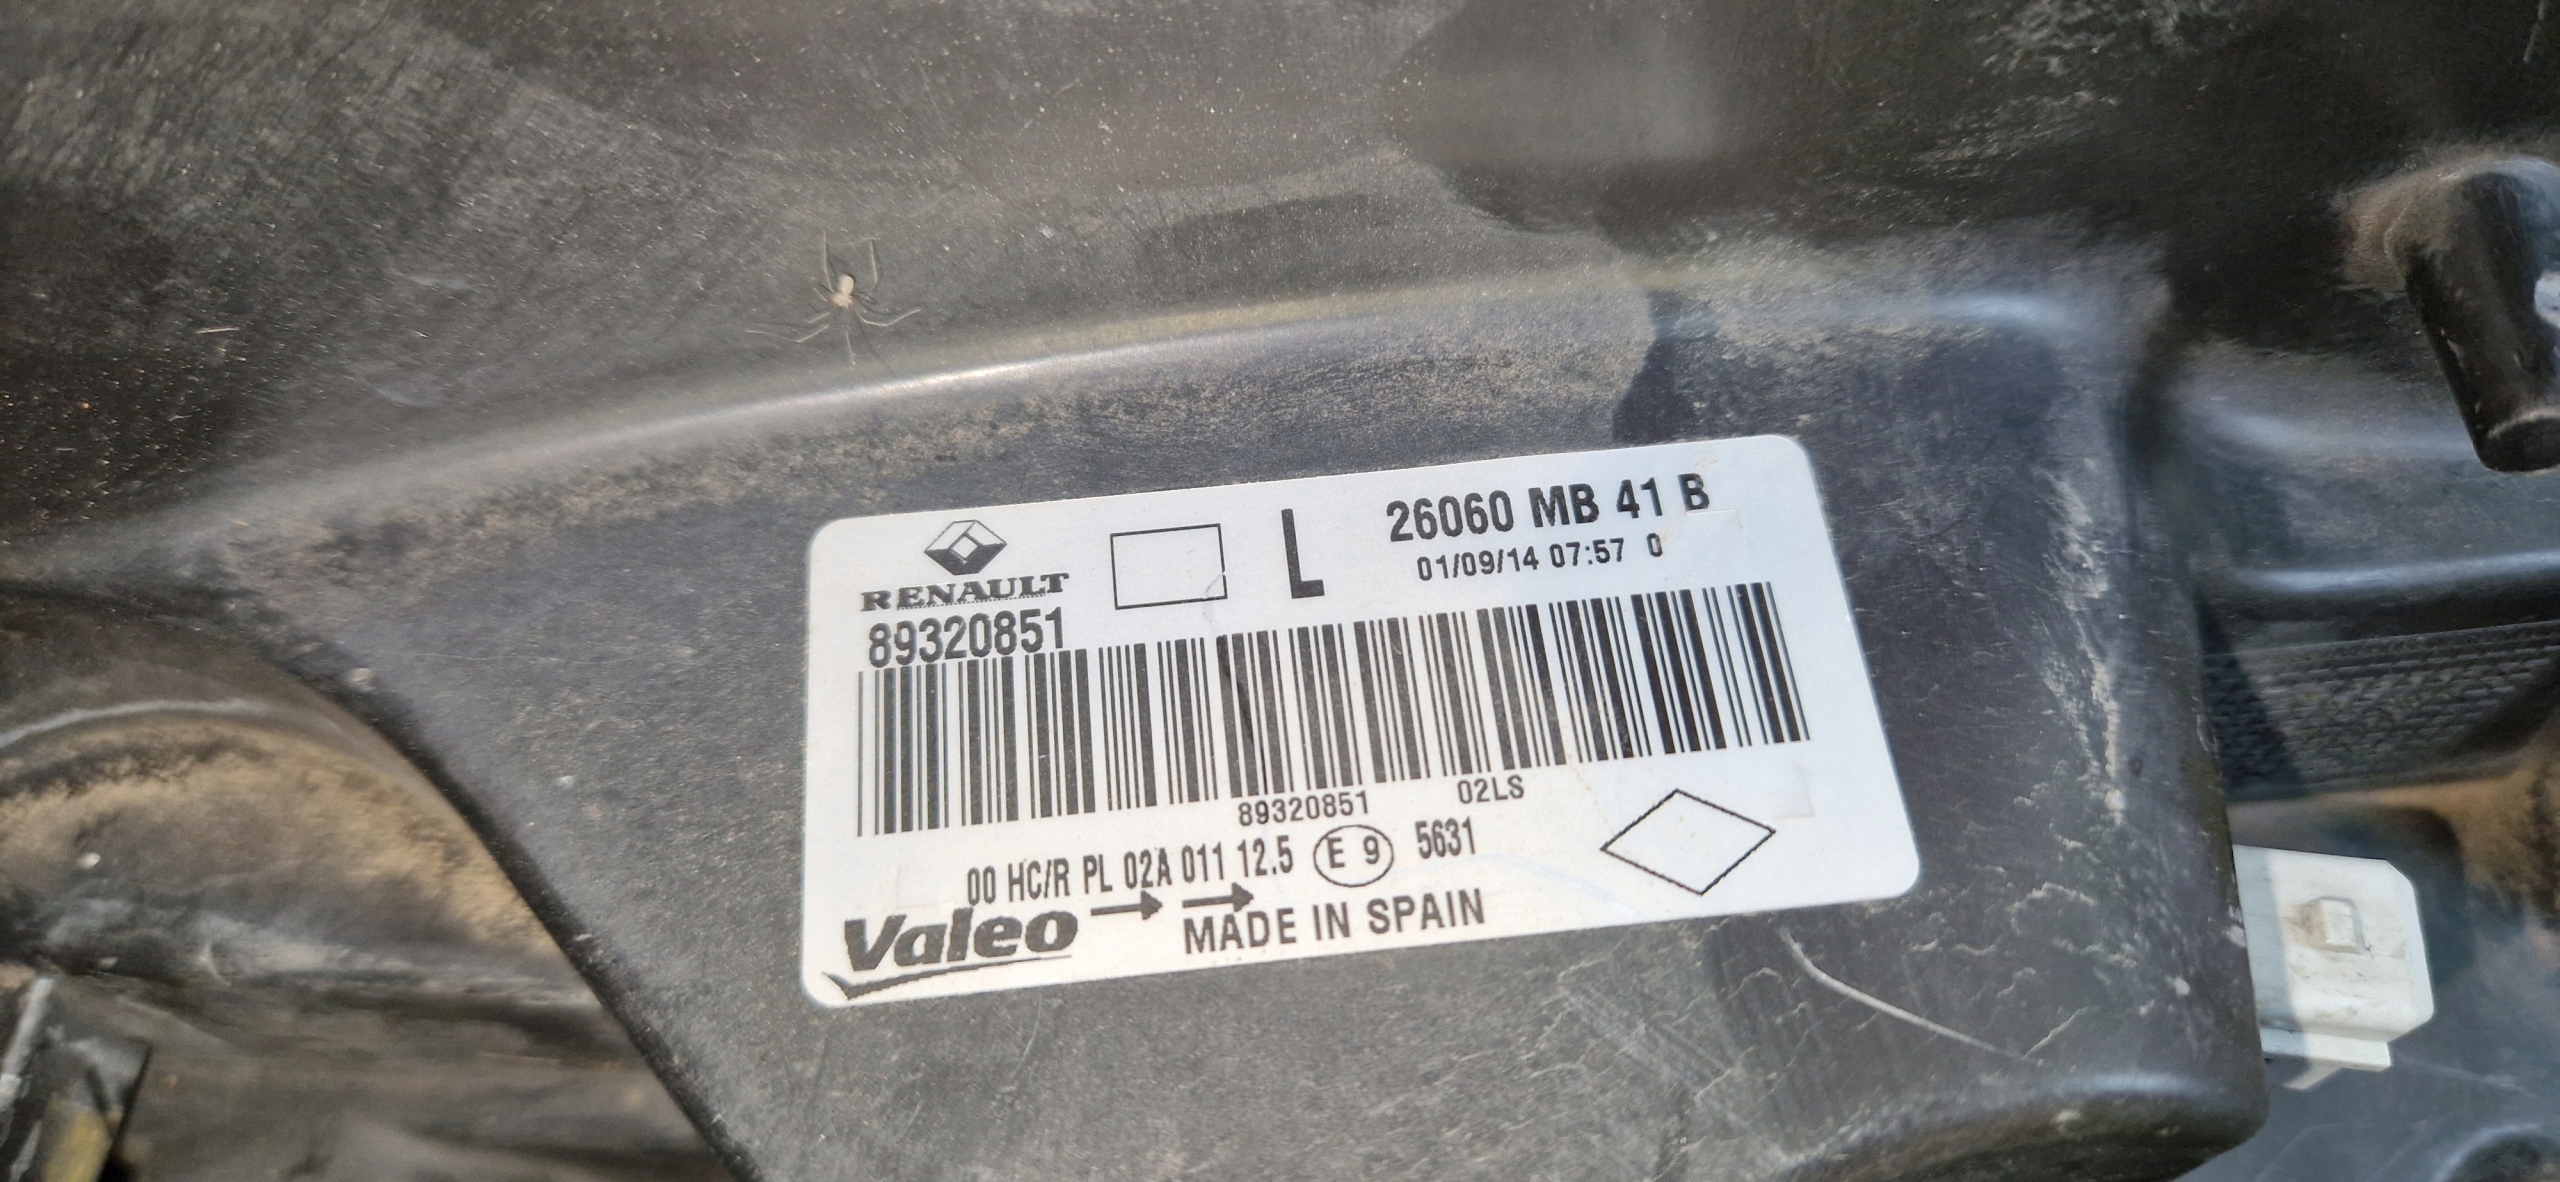 RENAULT
L
26060 MB 41 B
01/09/14 07:57 0
89320851
89320851
02LS
00 HC/R PL 02A 011 12.5 E 9 5631
Valeo → → MADE IN SPAIN